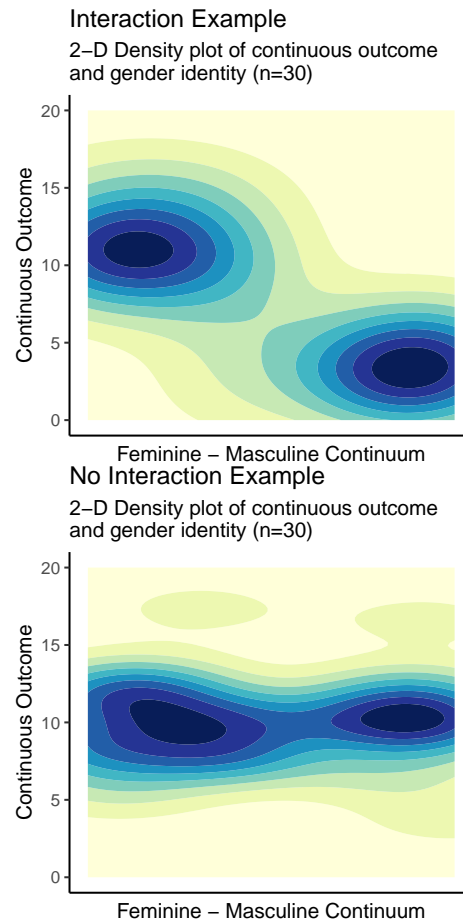 Interaction Example
2−D Density plot of continuous outcome
and gender identity (n=30)
20
15
10
5
0
Continuous Outcome
Feminine − Masculine Continuum
No Interaction Example
2−D Density plot of continuous outcome
and gender identity (n=30)
20
15
10
5
0
Continuous Outcome
Feminine − Masculine Continuum